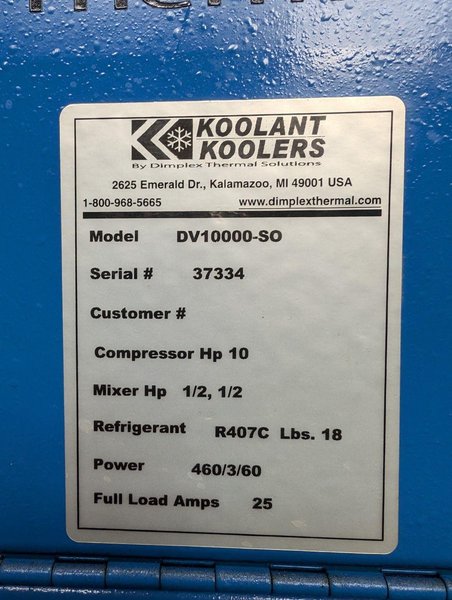 KOOLANT
KOOLERS
By Dimplex Thermal Solutions
2625 Emerald Dr., Kalamazoo, MI 49001 USA
1-800-968-5665 www.dimplexthermal.com
Model DV10000-SO
Serial # 37334
Customer #
Compressor Hp 10
Mixer Hp 1/2, 1/2
Refrigerant R407C Lbs. 18
Power 460/3/60
Full Load Amps 25